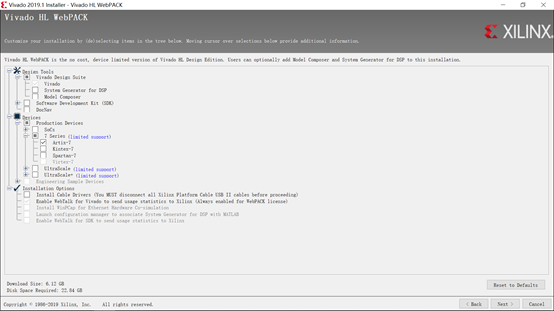 Vivado 2019.1 Installer - Vivado HL WebPACK
Vivado HL WebPACK
XILINX
Customize your installation by (de)selecting items in the tree below. Moving cursor over selections below provide additional information.
Vivado HL WebPACK is the no cost, device limited version of Vivado HL Design Edition. Users can optionally add Model Composer and System Generator for DSP to this installation.
Design Tools
Vivado Design Suite
Vivado
System Generator for DSP
Model Composer
Software Development Kit (SDK)
DocNav
Devices
Production Devices
SoCs
7 Series (limited support)
Artix-7
Kintex-7
Spartan-7
Virtex-7
UltraScale (limited support)
UltraScale+ (limited support)
Engineering Sample Devices
Installation Options
Install Cable Drivers (You MUST disconnect all Xilinx Platform Cable USB II cables before proceeding)
Enable WebTalk for Vivado to send usage statistics to Xilinx (Always enabled for WebPACK license)
Install WinPCap for Ethernet Hardware Co-simulation
Launch configuration manager to associate System Generator for DSP with MATLAB
Enable WebTalk for SDK to send usage statistics to Xilinx
Download Size: 6.12 GB
Disk Space Required: 22.84 GB
Reset to Defaults
Copyright © 1986-2019 Xilinx, Inc. All rights reserved.
< Back
Next >
Cancel